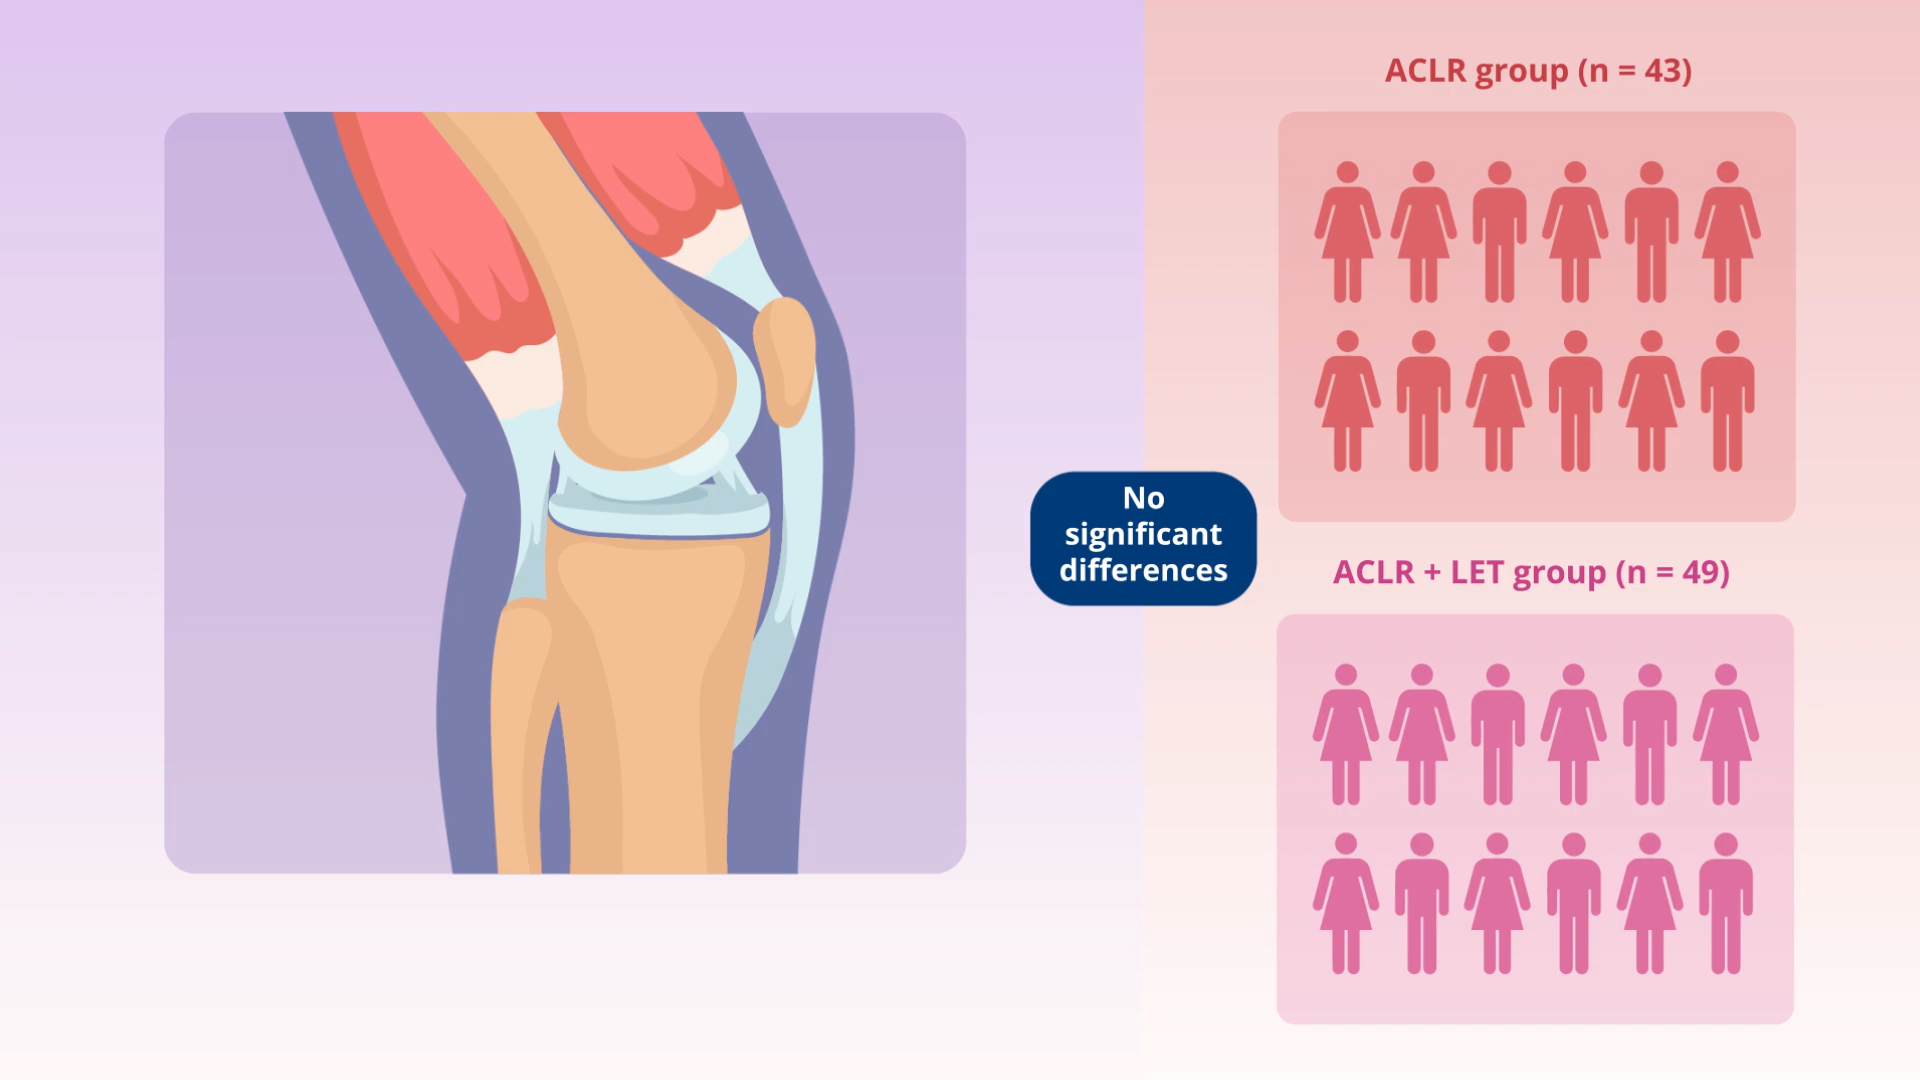 ACLR group (n = 43)
No
significant
differences
ACLR + LET group (n = 49)